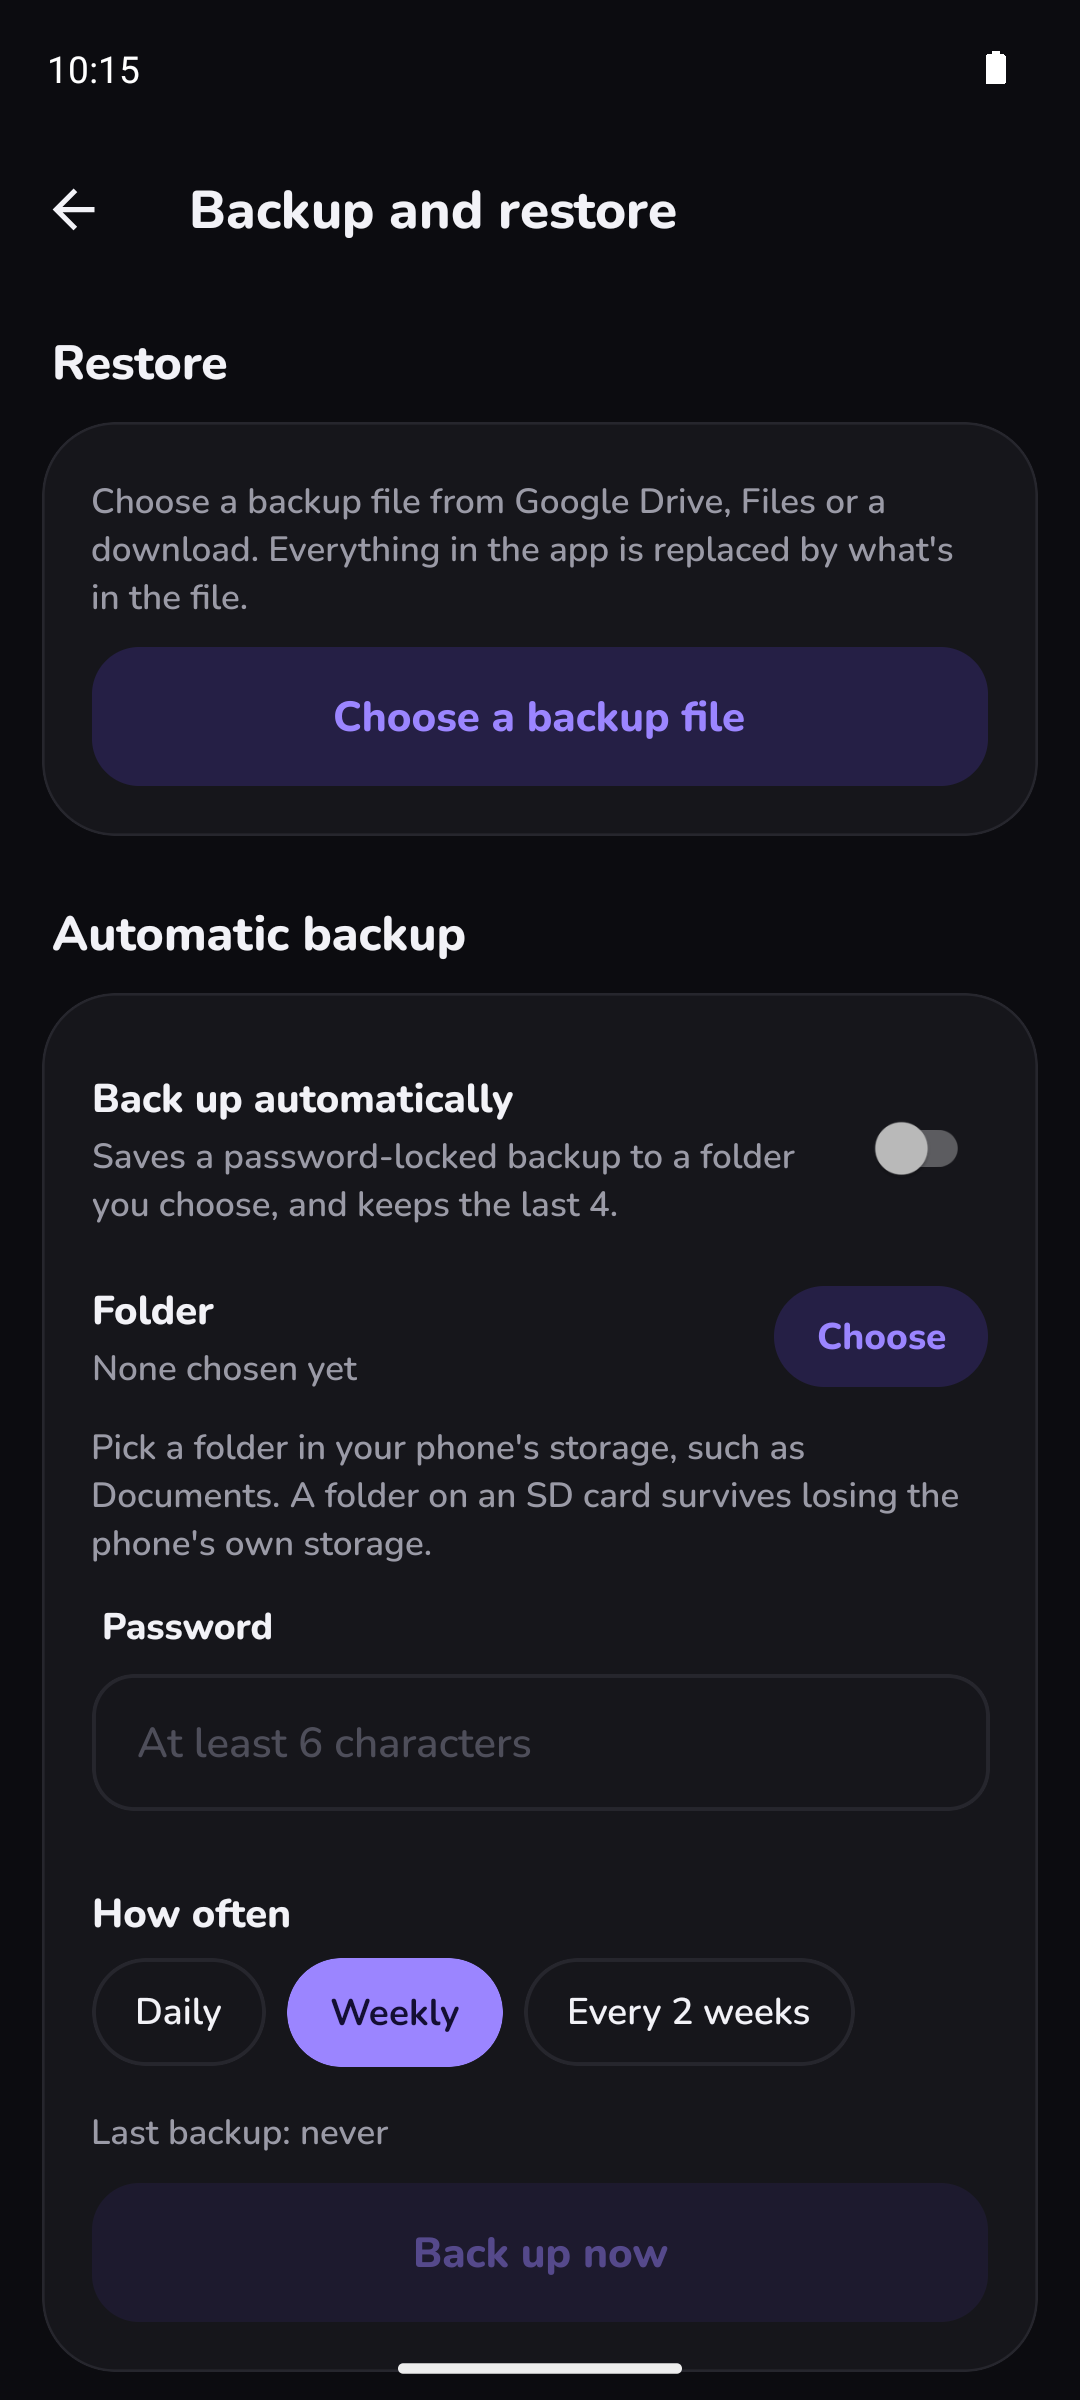 10:15
Backup and restore
Restore
Choose a backup file from Google Drive, Files or a
download. Everything in the app is replaced by what's
in the file.
Choose a backup file
Automatic backup
Back up automatically
Saves a password-locked backup to a folder
you choose, and keeps the last 4.
Folder
None chosen yet
Choose
Pick a folder in your phone's storage, such as
Documents. A folder on an SD card survives losing the
phone's own storage.
Password
At least 6 characters
How often
Daily
Weekly
Every 2 weeks
Last backup: never
Back up now